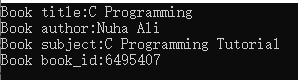 Book title:C Programming
Book author:Nuha Ali
Book subject:C Programming Tutorial
Book book_id:6495407